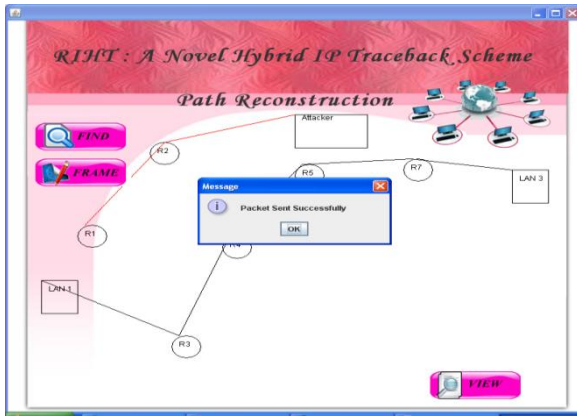 RIHT : A Novel Hybrid IP Traceback Scheme
Path Reconstruction
Attacker
FIND
R2
FRAME
R5
R7
LAN 3
Message
Packet Sent Successfully
OK
R1
R4
LAN 1
R3
VIEW